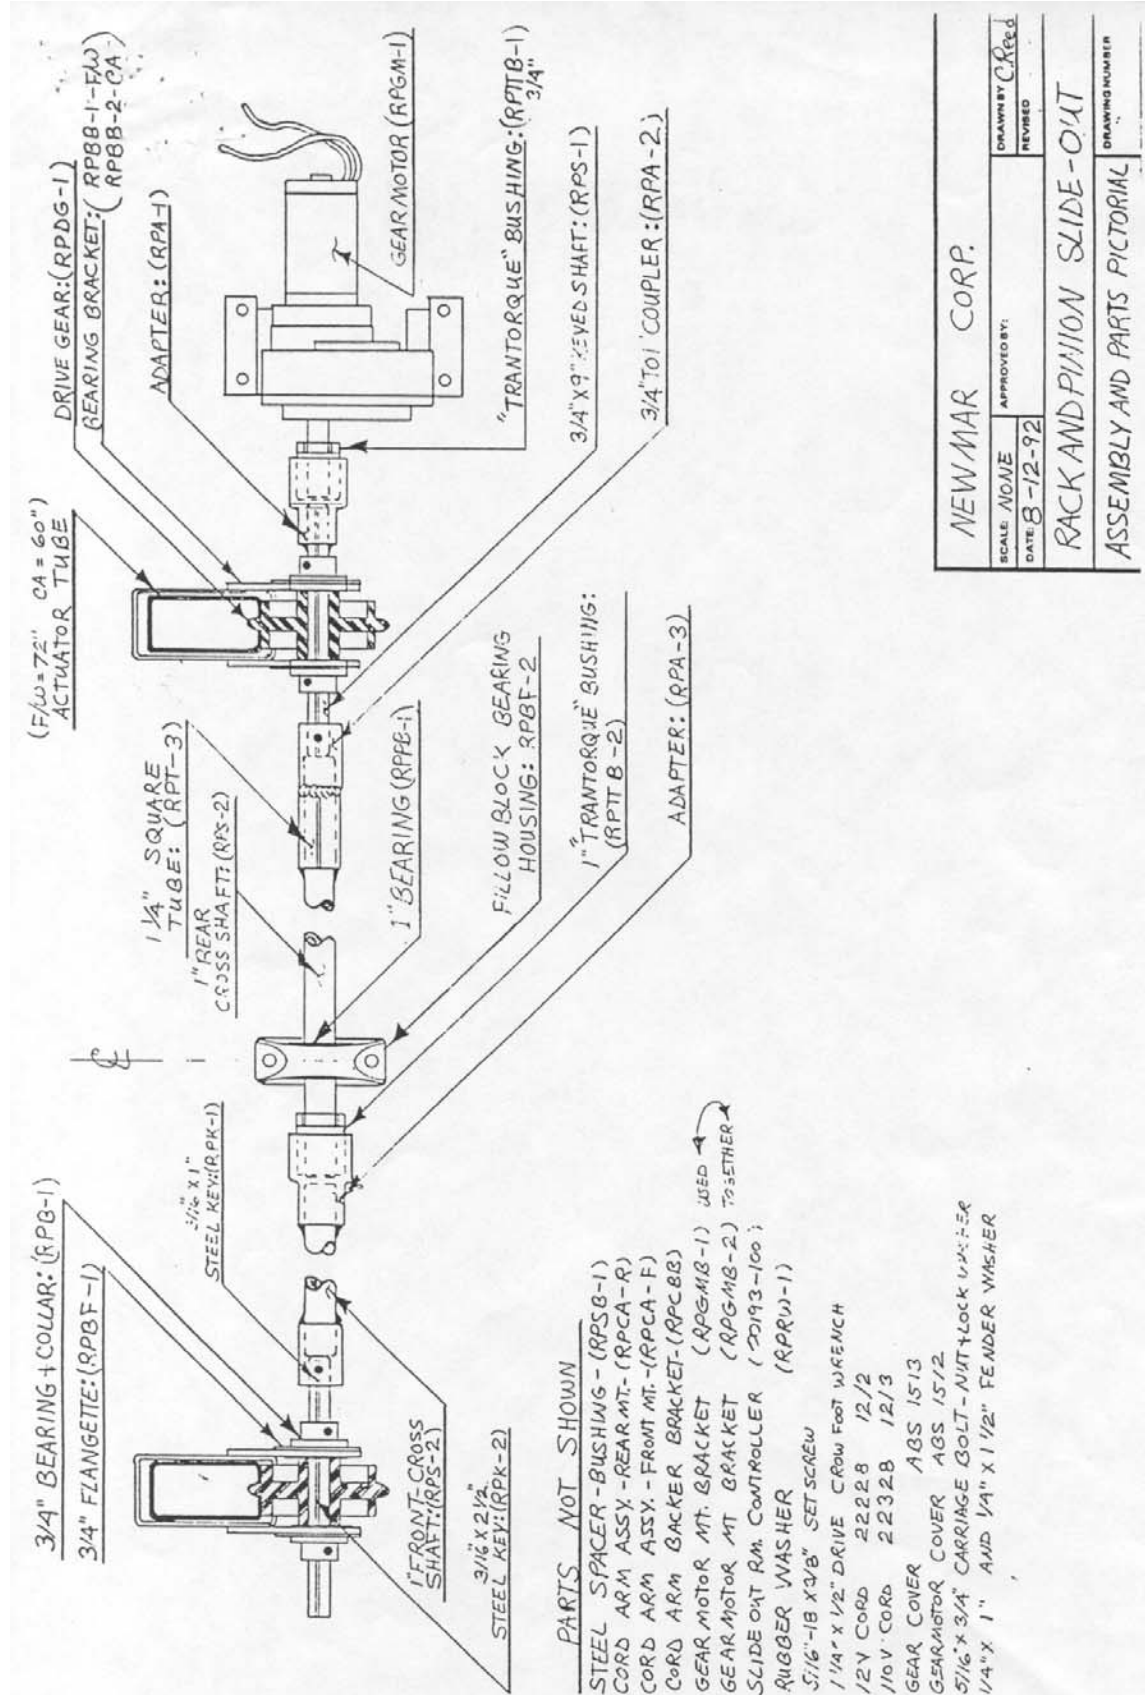 3/4" BEARING + COLLAR: (RPB-1)
3/4" FLANGETTE: (RPBF-1)
3/16 X 1"
STEEL KEY: (RPK-1)
1 1/4" SQUARE
TUBE: (RPT-3)
1" REAR
CROSS SHAFT: (RPS-2)
(F/W=72" CA=60")
ACTUATOR TUBE
DRIVE GEAR: (RPDG-1)
BEARING BRACKET: (RPBB-1-F/W)
RPBB-2-CA
ADAPTER: (RPA-1)
GEARMOTOR (RPGM-1)
"TRANTORQUE" BUSHING: (RPTTB-1)
3/4"
3/4" X 9" KEYED SHAFT: (RPS-1)
3/4" TO 1" COUPLER: (RPA-2)
1" BEARING (RPPB-1)
PILLOW BLOCK BEARING
HOUSING: RPBF-2
1" "TRANTORQUE" BUSHING:
(RPTTB-2)
ADAPTER: (RPA-3)
1" FRONT-CROSS
SHAFT: (RPS-2)
3/16 X 2 1/2"
STEEL KEY: (RPK-2)
PARTS NOT SHOWN
STEEL SPACER-BUSHING-(RPSB-1)
CORD ARM ASSY.-REAR MT.-(RPCA-R)
CORD ARM ASSY.-FRONT MT.-(RPCA-F)
CORD ARM BACKER BRACKET-(RPCBB)
GEARMOTOR MT. BRACKET (RPGMB-1) USED
GEARMOTOR MT BRACKET (RPGMB-2) TOGETHER
SLIDE OUT RM. CONTROLLER (00193-100)
RUBBER WASHER (RPRW-1)
5/16"-18 X 3/8" SET SCREW
1 1/4" X 1/2" DRIVE CROW FOOT WRENCH
12V CORD 22228 12/2
110V CORD 22328 12/3
GEAR COVER ABS 1513
GEARMOTOR COVER ABS 1512
5/16" X 3/4" CARRIAGE BOLT-NUT+LOCK WASHER
1/4" X 1" AND 1/4" X 1 1/2" FENDER WASHER
NEWMAR CORP.
SCALE: NONE
APPROVED BY:
DRAWN BY C.Reed
DATE: 8-12-92
REVISED
RACK AND PINION SLIDE-OUT
ASSEMBLY AND PARTS PICTORIAL
DRAWING NUMBER